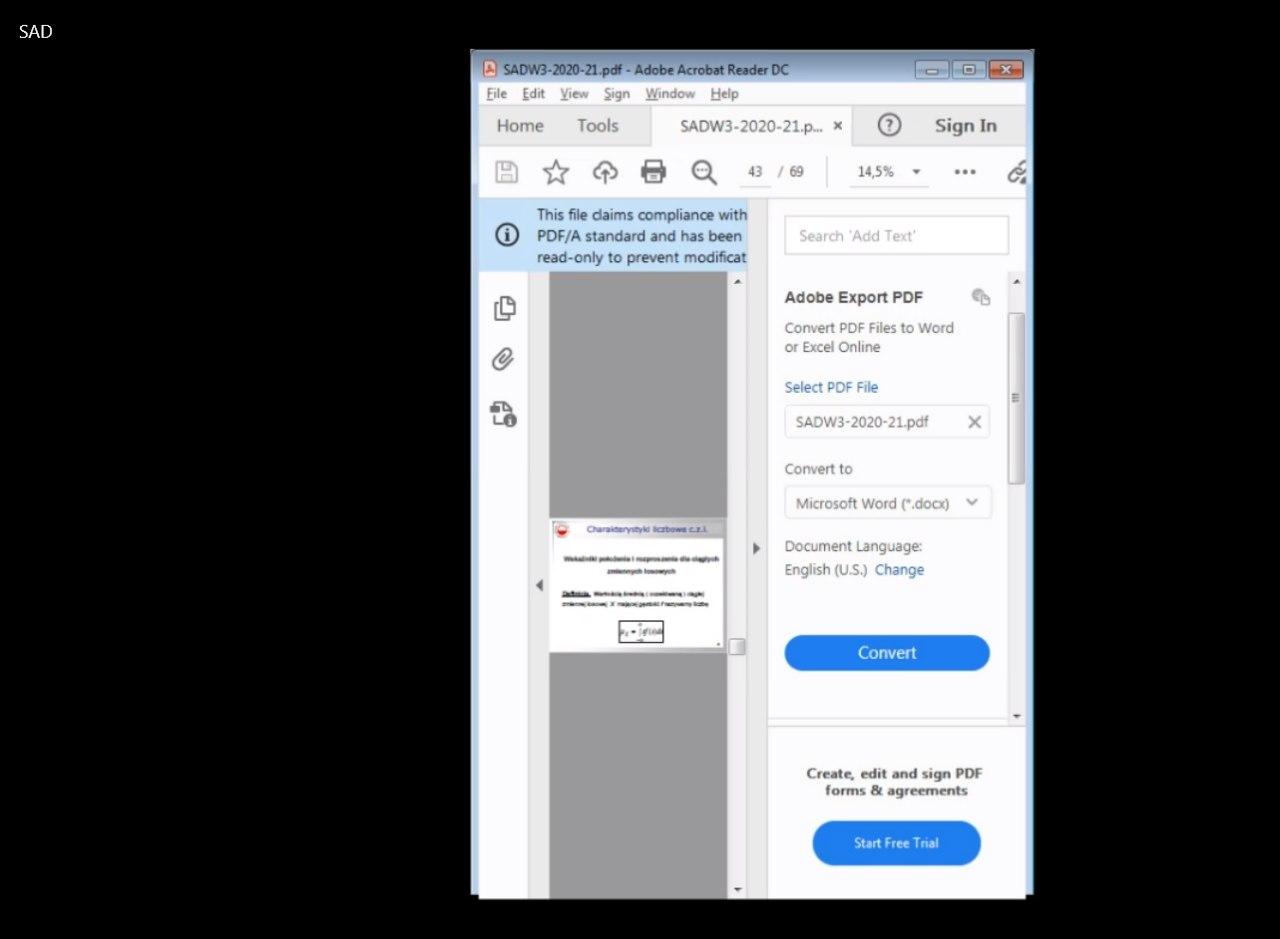 SAD
SADW3-2020-21.pdf - Adobe Acrobat Reader DC
File Edit View Sign Window Help
Home Tools SADW3-2020-21.p... × ? Sign In
43 / 69 14,5% •••
This file claims compliance with
PDF/A standard and has been
read-only to prevent modificat
Search 'Add Text'
Adobe Export PDF
Convert PDF Files to Word
or Excel Online
Select PDF File
SADW3-2020-21.pdf
Convert to
Microsoft Word (*.docx)
Document Language:
English (U.S.) Change
Convert
Create, edit and sign PDF
forms & agreements
Start Free Trial
Charakterystyki liczbowe c.z.l.
Wskaźniki położenia i rozproszenia dla ciągłych
zmiennych losowych
Definicja. Wartością średnią ( oczekiwaną ) ciągłej
zmiennej losowej X mającej gęstość f nazywamy liczbę